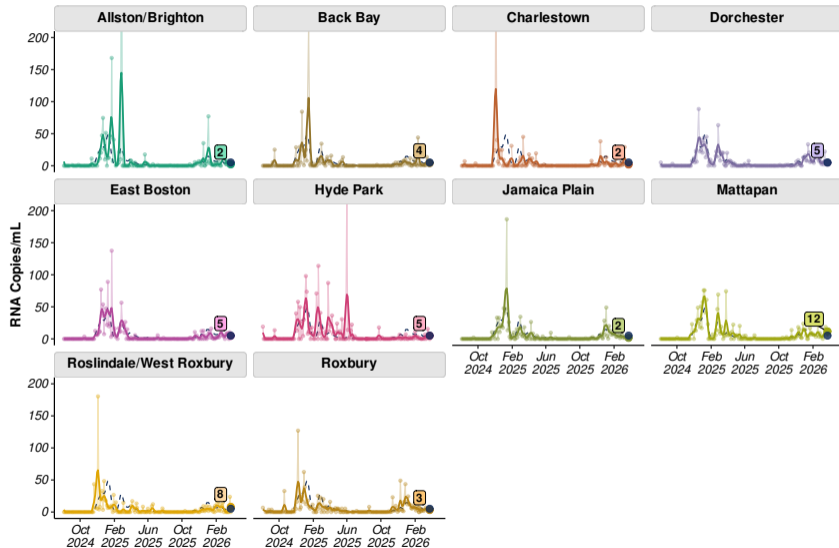 Allston/Brighton Back Bay Charlestown Dorchester
200
150
100
50
0
2 4 2 5
East Boston Hyde Park Jamaica Plain Mattapan
200
150
100
50
0
5 5 2 12
RNA Copies/mL
Oct 2024 Feb 2025 Jun 2025 Oct 2025 Feb 2026
Oct 2024 Feb 2025 Jun 2025 Oct 2025 Feb 2026
Roslindale/West Roxbury Roxbury
200
150
100
50
0
8 3
Oct 2024 Feb 2025 Jun 2025 Oct 2025 Feb 2026
Oct 2024 Feb 2025 Jun 2025 Oct 2025 Feb 2026